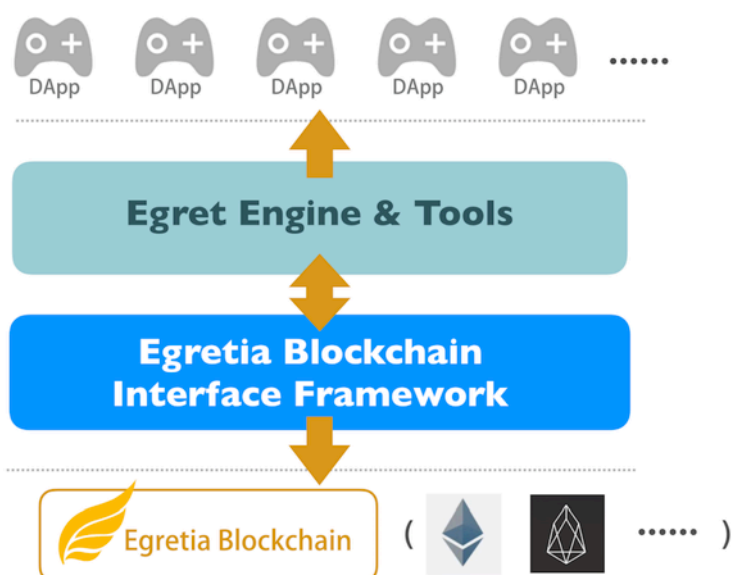 DApp DApp DApp DApp DApp ......
Egret Engine & Tools
Egretia Blockchain
Interface Framework
Egretia Blockchain ( ...... )